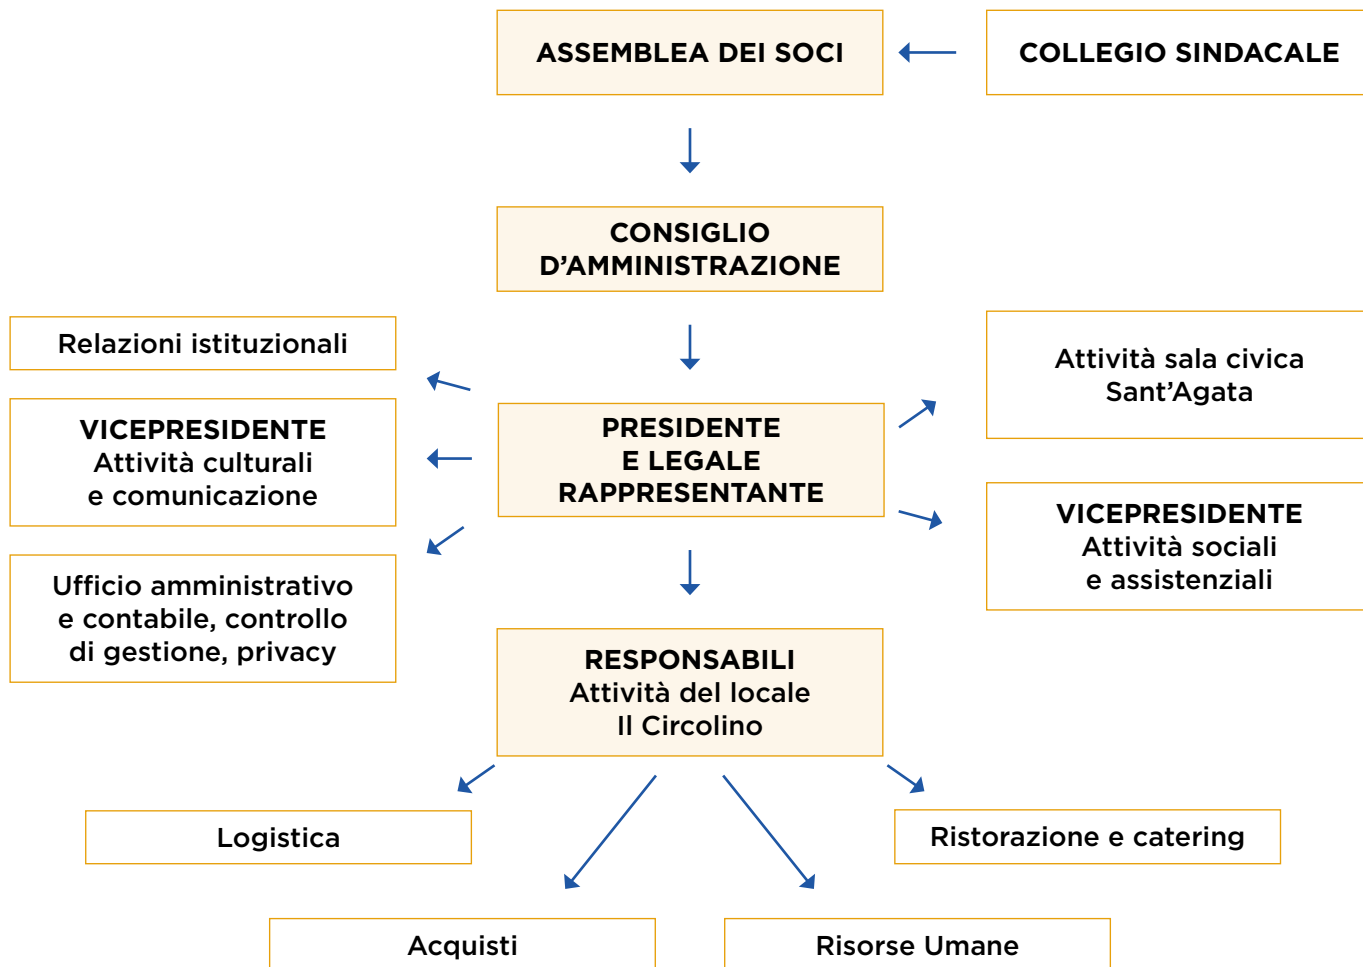 ASSEMBLEA DEI SOCI
COLLEGIO SINDACALE
CONSIGLIO
D’AMMINISTRAZIONE
Relazioni istituzionali
VICEPRESIDENTE
Attività culturali
e comunicazione
Ufficio amministrativo
e contabile, controllo
di gestione, privacy
PRESIDENTE
E LEGALE
RAPPRESENTANTE
Attività sala civica
Sant’Agata
VICEPRESIDENTE
Attività sociali
e assistenziali
RESPONSABILI
Attività del locale
Il Circolino
Logistica
Ristorazione e catering
Acquisti
Risorse Umane